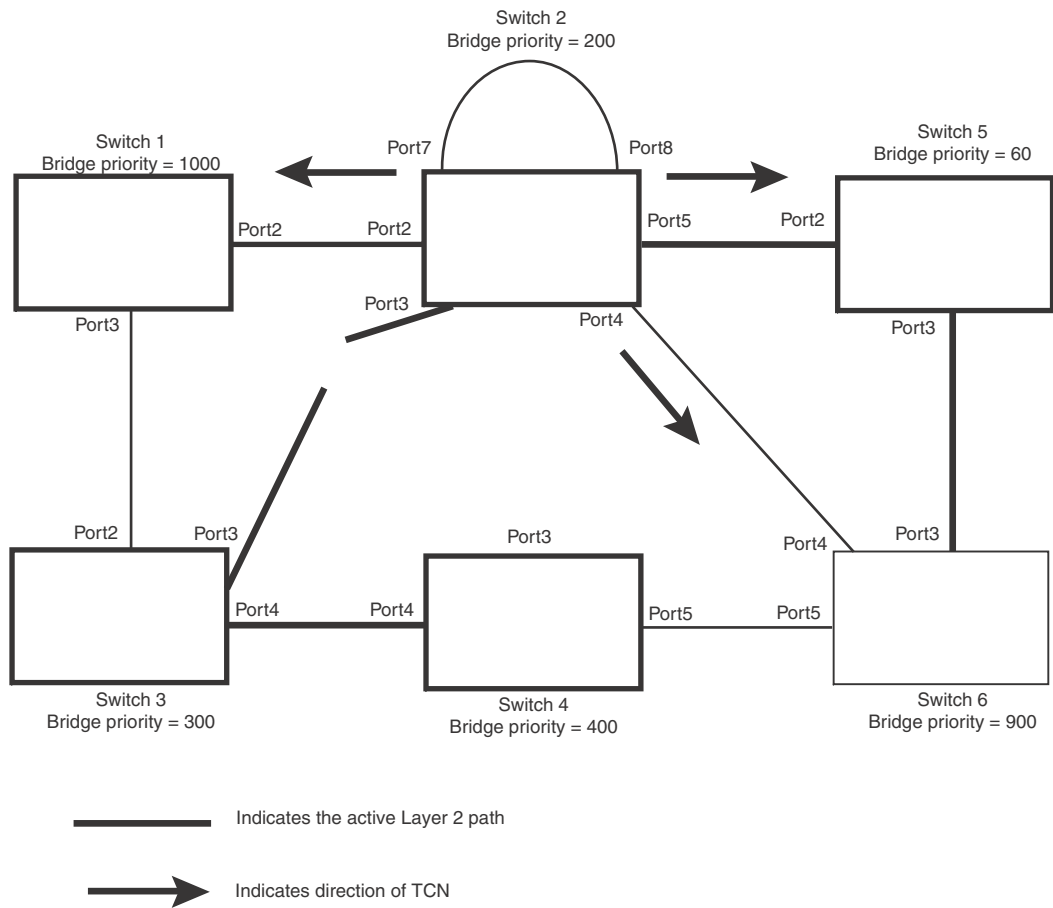 Switch 2
Bridge priority = 200
Switch 1
Bridge priority = 1000
Port7
Port8
Switch 5
Bridge priority = 60
Port2
Port2
Port5
Port2
Port3
Port3
Port4
Port3
Port2
Port3
Port3
Port4
Port3
Port4
Port4
Port5
Port5
Switch 3
Bridge priority = 300
Switch 4
Bridge priority = 400
Switch 6
Bridge priority = 900
Indicates the active Layer 2 path
Indicates direction of TCN